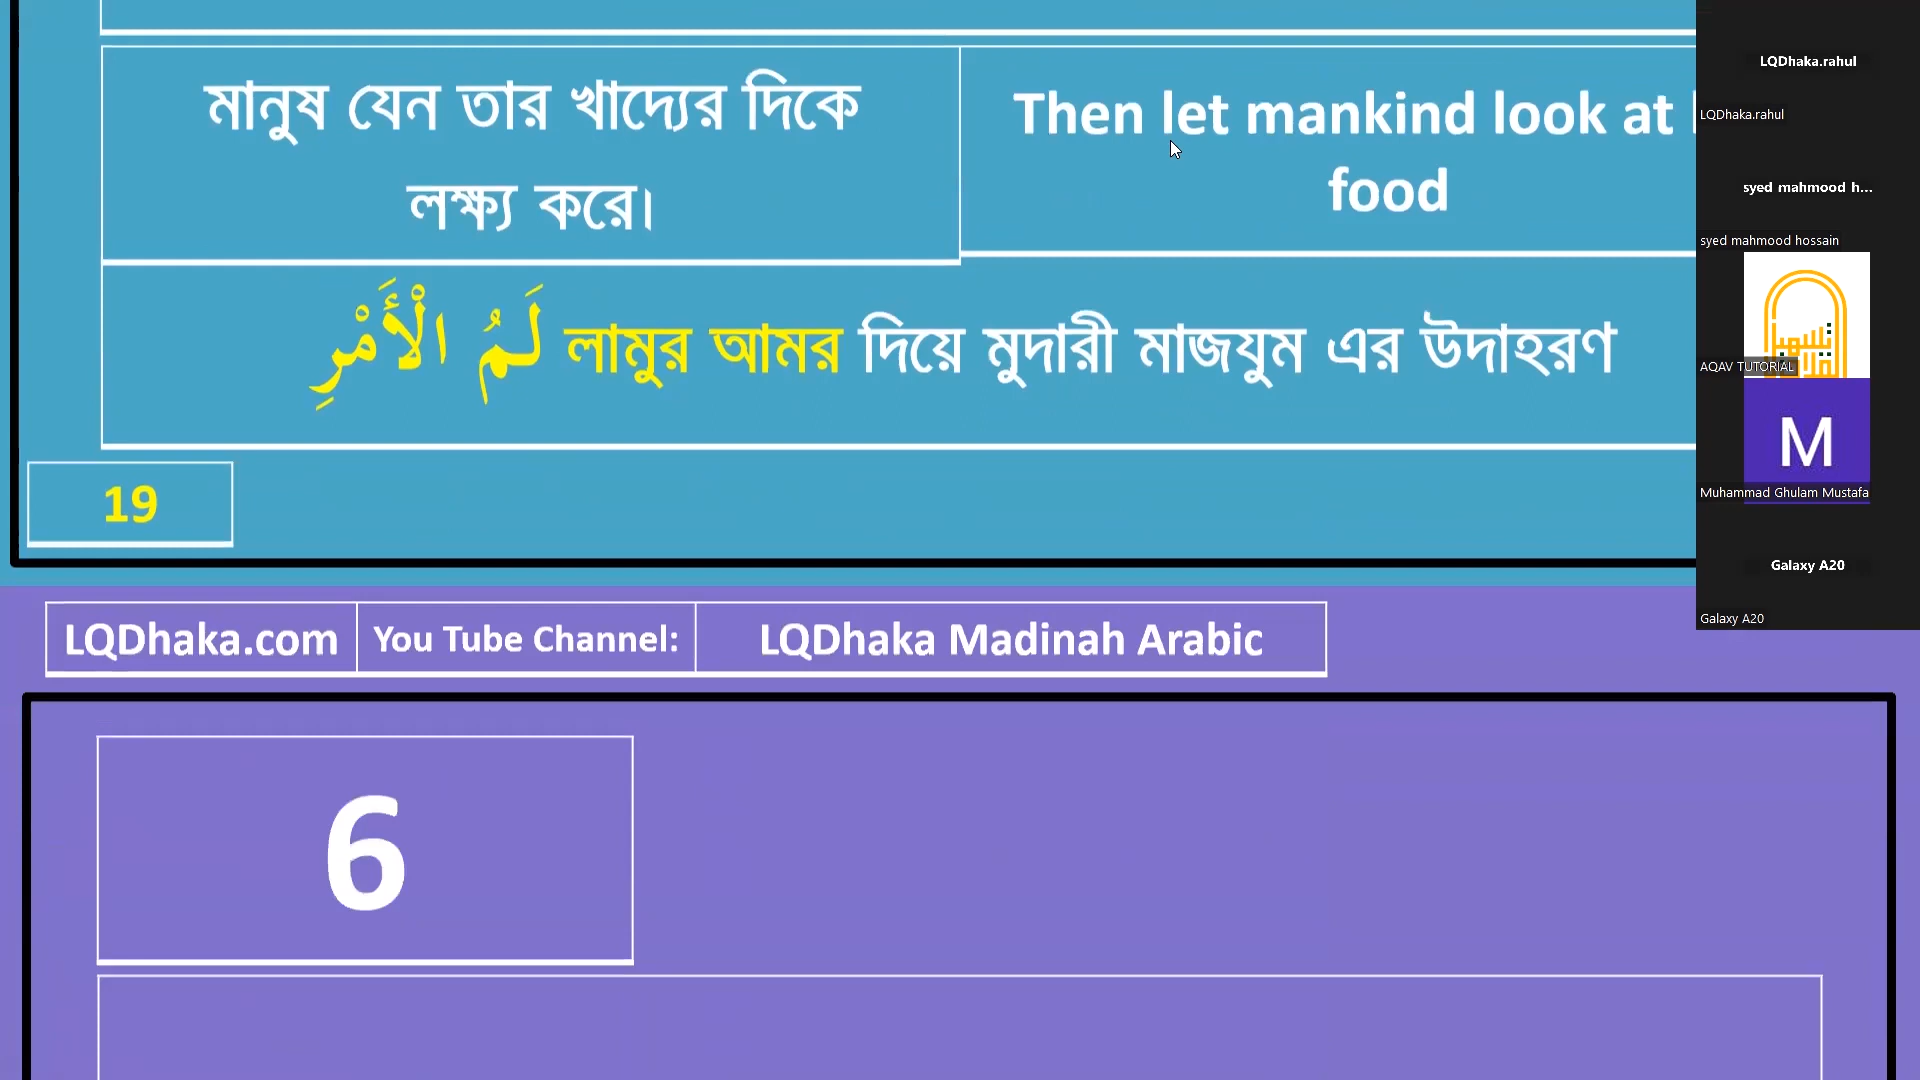 মানুষ যেন তার খাদ্যের দিকে
লক্ষ্য করে।
Then let mankind look at
food
لَمُ الْأَمْرِ লামুর আমর দিয়ে মুদারী মাজযুম এর উদাহরণ
19
LQDhaka.com You Tube Channel: LQDhaka Madinah Arabic
6
LQDhaka.rahul
LQDhaka.rahul
syed mahmood h...
syed mahmood hossain
AQAV TUTORIAL
M
Muhammad Ghulam Mustafa
Galaxy A20
Galaxy A20